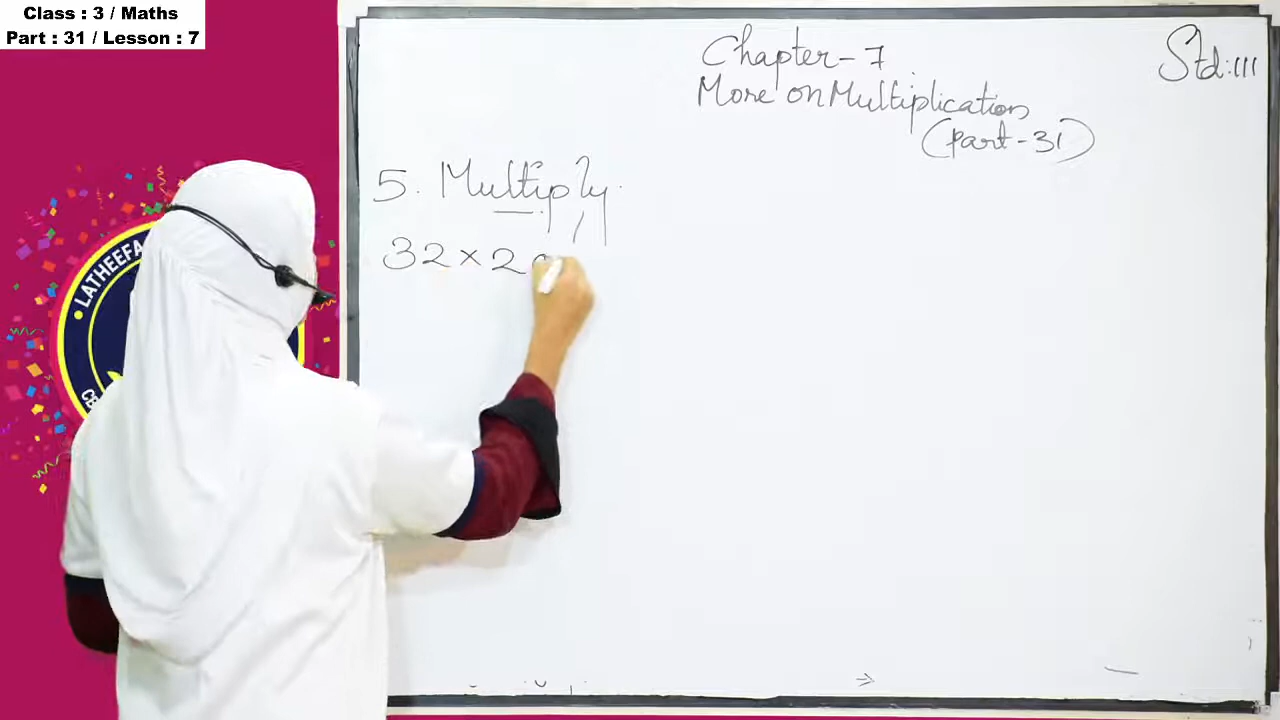 Class : 3 / Maths
Part : 31 / Lesson : 7
Chapter - 7
Std: III
More on Multiplication
(part - 31)
5. Multiply.
32 × 2
LATHEEFA